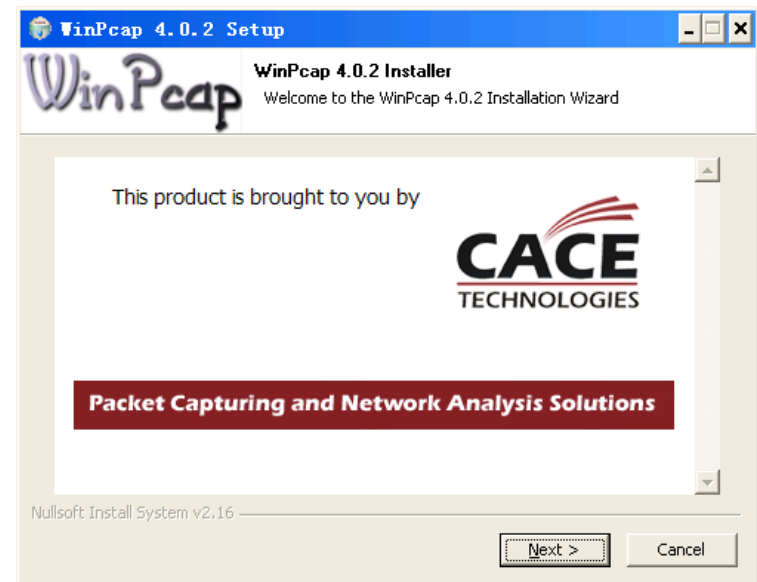 WinPcap 4.0.2 Setup
WinPcap
WinPcap 4.0.2 Installer
Welcome to the WinPcap 4.0.2 Installation Wizard
This product is brought to you by
CACE
TECHNOLOGIES
Packet Capturing and Network Analysis Solutions
Nullsoft Install System v2.16
Next >
Cancel